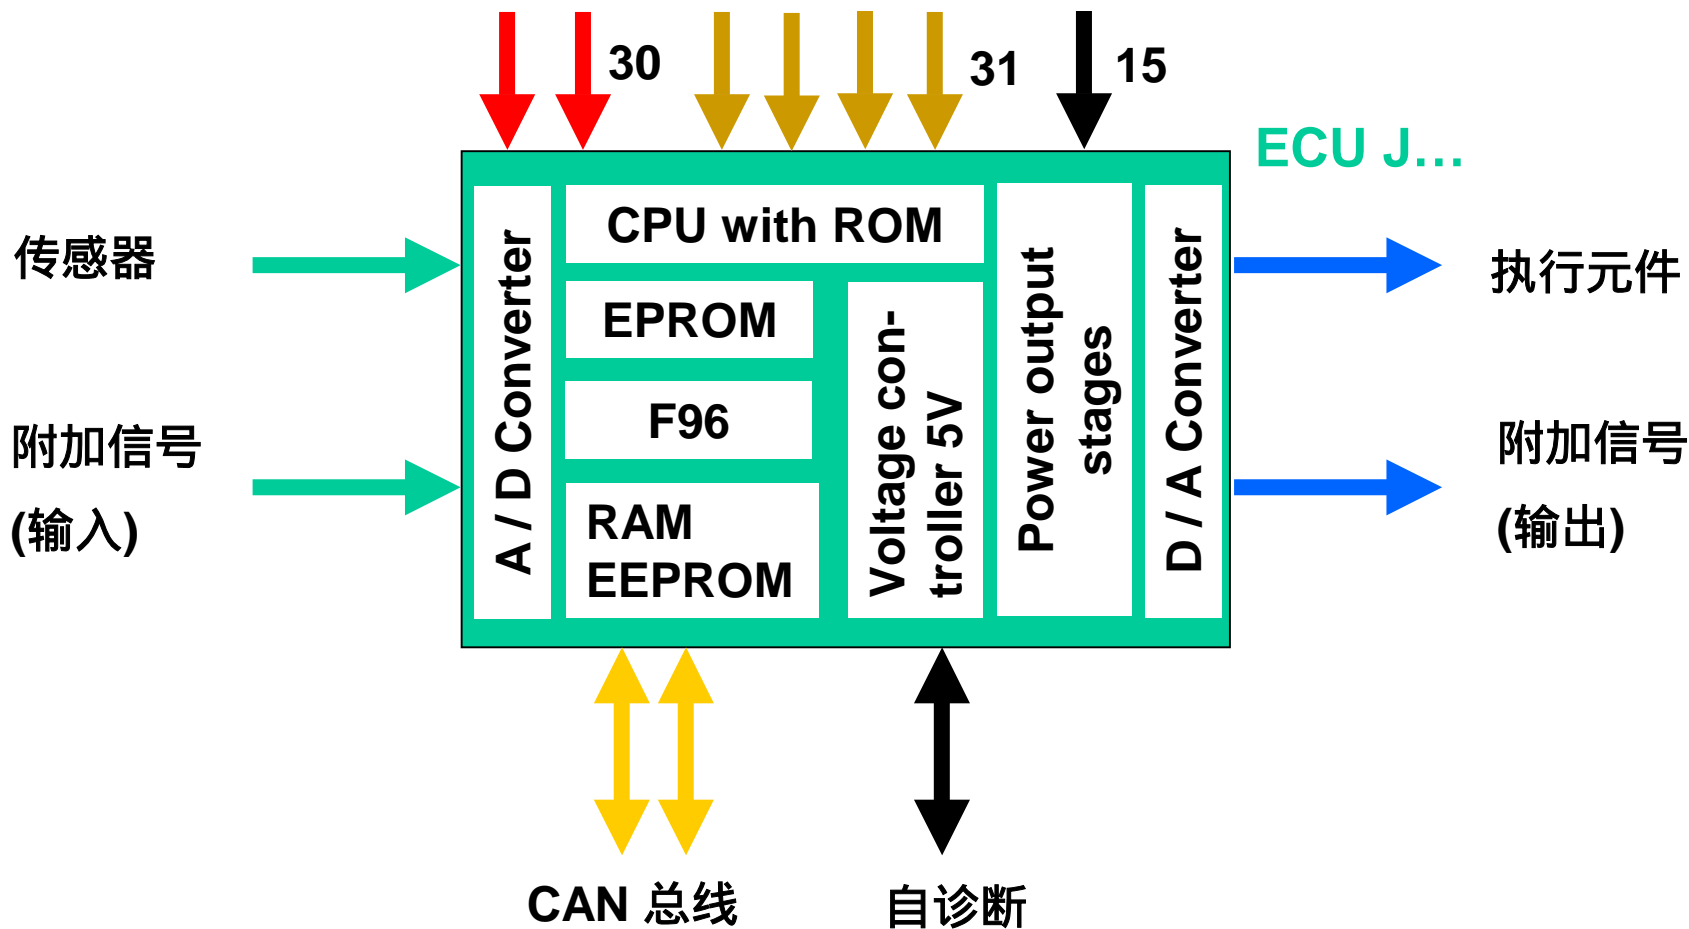 30
31
15
ECU J…
传感器
附加信号
(输入)
A / D Converter
CPU with ROM
EPROM
F96
RAM
EEPROM
Voltage con-
troller 5V
Power output
stages
D / A Converter
执行元件
附加信号
(输出)
CAN 总线
自诊断